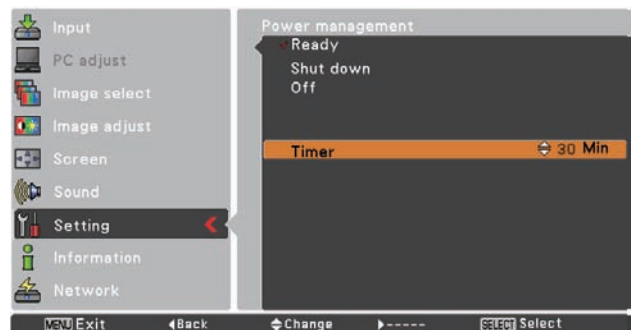 Input
PC adjust
Image select
Image adjust
Screen
Sound
Setting
Information
Network
Power management
Ready
Shut down
Off
Timer 30 Min
MENU Exit Back Change ----- SELECT Select